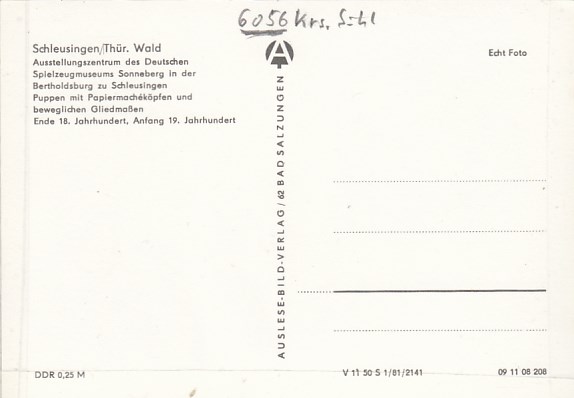 6056 Krs. Suhl
Schleusingen/Thür. Wald
Ausstellungszentrum des Deutschen
Spielzeugmuseums Sonneberg in der
Bertholdsburg zu Schleusingen
Puppen mit Papiermachéköpfen und
beweglichen Gliedmaßen
Ende 18. Jahrhundert, Anfang 19. Jahrhundert
A
Echt Foto
AUSLESE-BILD-VERLAG/62 BAD SALZUNGEN
DDR 0,25 M
V 11 50 S 1/81/2141
09 11 08 208